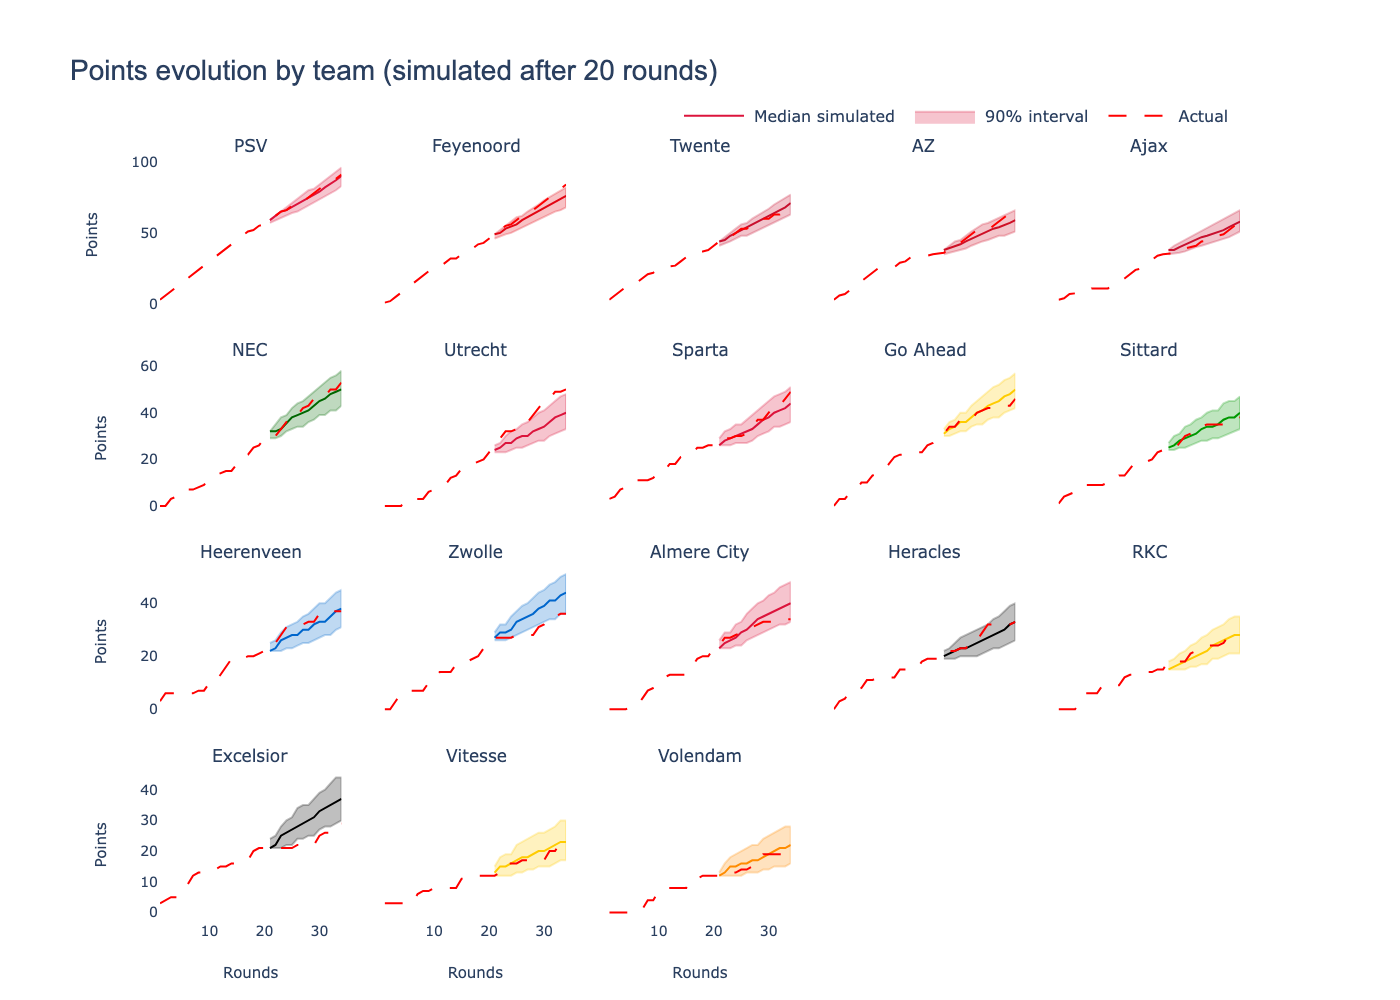 Points evolution by team (simulated after 20 rounds)
Median simulated 90% interval Actual
PSV Feyenoord Twente AZ Ajax
100
50
0
Points
NEC Utrecht Sparta Go Ahead Sittard
60
40
20
0
Points
Heerenveen Zwolle Almere City Heracles RKC
40
20
0
Points
Excelsior Vitesse Volendam
40
30
20
10
0
Points
10 20 30 10 20 30 10 20 30
Rounds Rounds Rounds